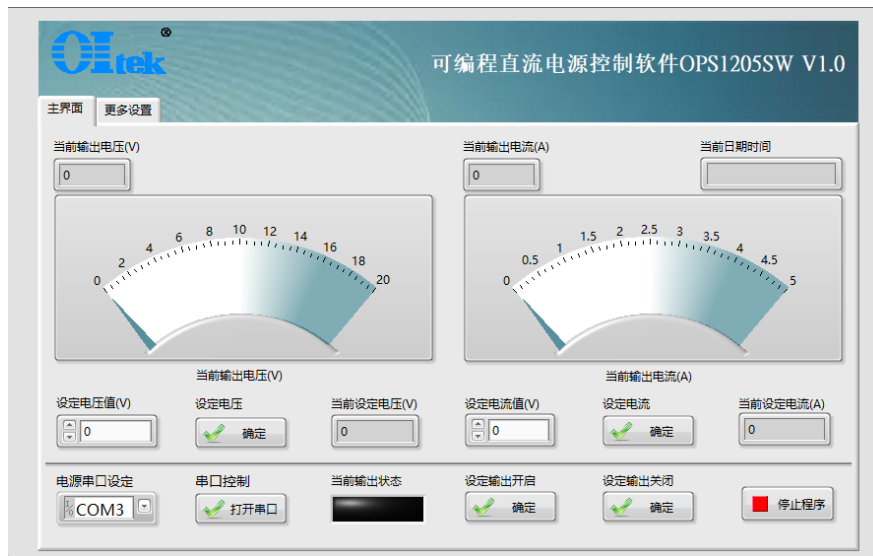 OItek®
可编程直流电源控制软件OPS1205SW V1.0
主界面 更多设置
当前输出电压(V) 当前输出电流(A) 当前日期时间
0 0
0 2 4 6 8 10 12 14 16 18 20
0 0.5 1 1.5 2 2.5 3 3.5 4 4.5 5
当前输出电压(V) 当前输出电流(A)
设定电压值(V) 设定电压 当前设定电压(V) 设定电流值(V) 设定电流 当前设定电流(A)
0 确定 0 0 确定 0
电源串口设定 串口控制 当前输出状态 设定输出开启 设定输出关闭
I/O COM3 打开串口 确定 确定 停止程序